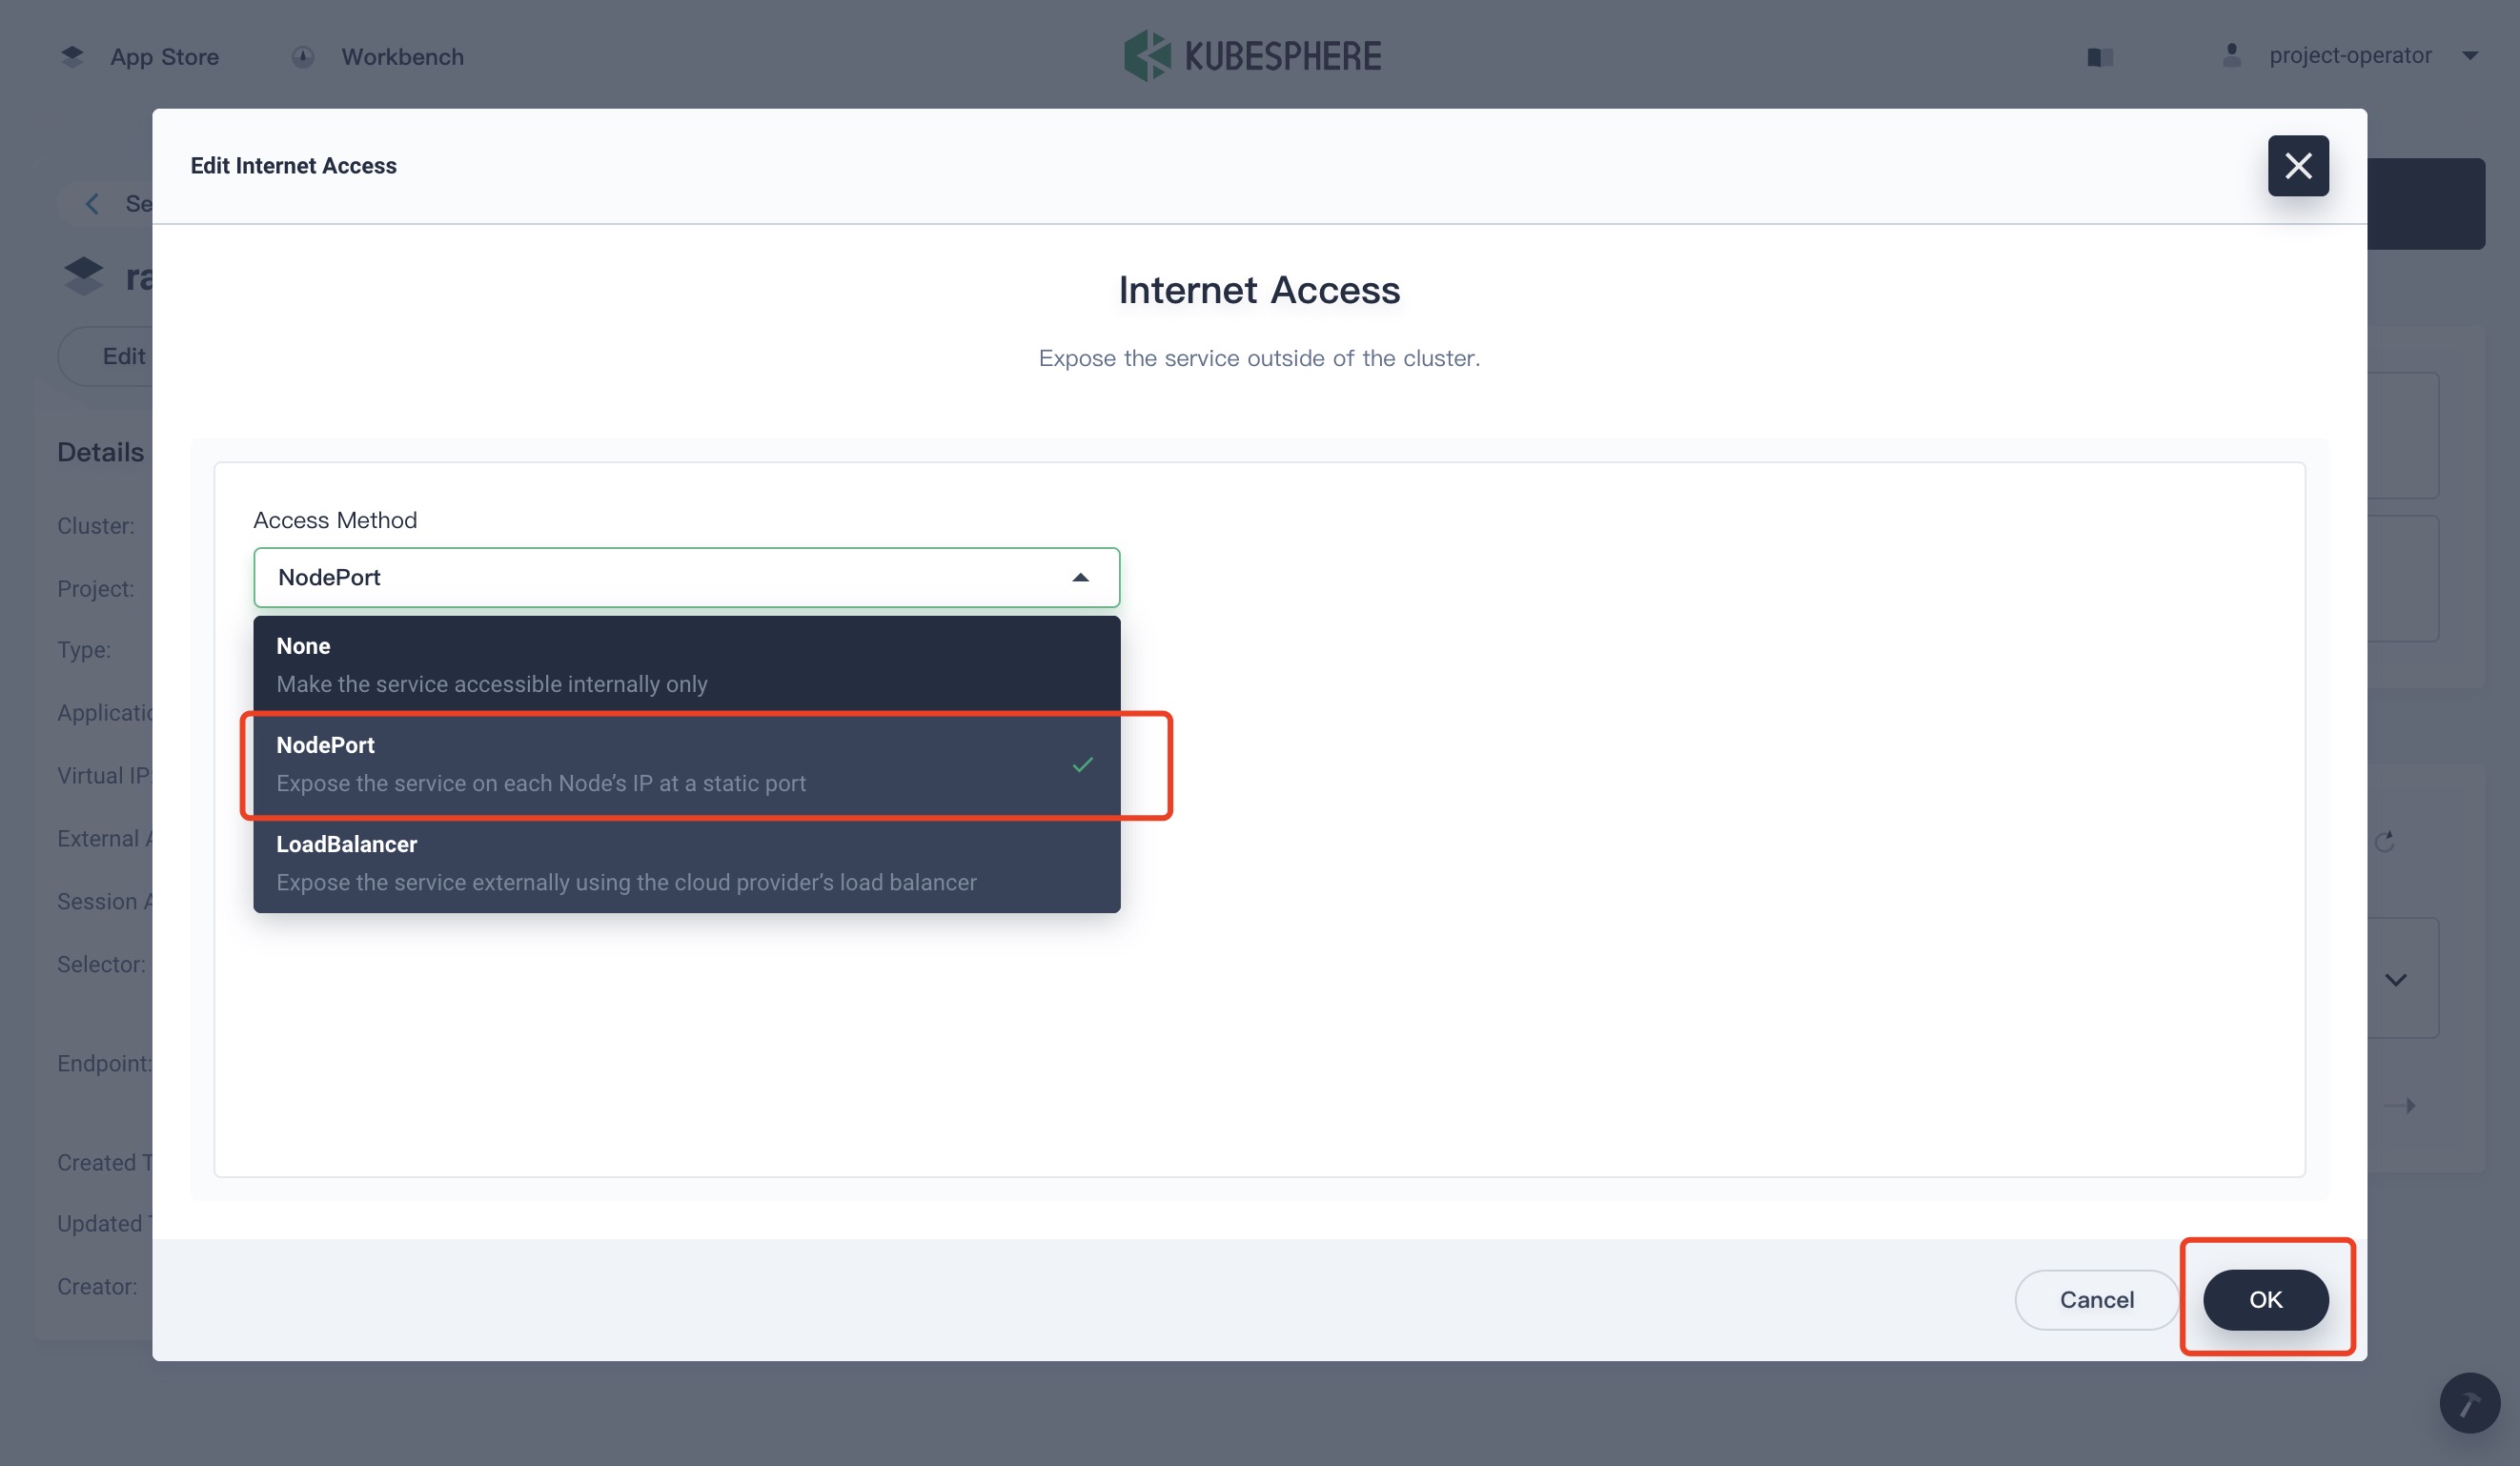 App Store
Workbench
KUBESPHERE
project-operator
Edit Internet Access
Internet Access
Expose the service outside of the cluster.
Edit
Details
Cluster:
Project:
Type:
Virtual IP
External
Session
Selector:
Endpoint:
Created
Updated
Creator:
Access Method
NodePort
None
Make the service accessible internally only
NodePort
Expose the service on each Node’s IP at a static port
LoadBalancer
Expose the service externally using the cloud provider’s load balancer
Cancel
OK